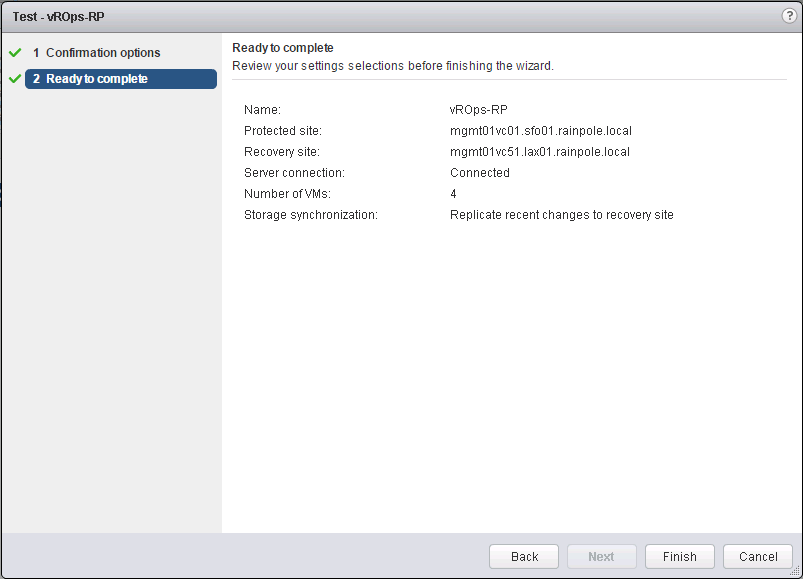 Test - vROps-RP
?
1 Confirmation options
2 Ready to complete
Ready to complete
Review your settings selections before finishing the wizard.
Name: vROps-RP
Protected site: mgmt01vc01.sfo01.rainpole.local
Recovery site: mgmt01vc51.lax01.rainpole.local
Server connection: Connected
Number of VMs: 4
Storage synchronization: Replicate recent changes to recovery site
Back Next Finish Cancel